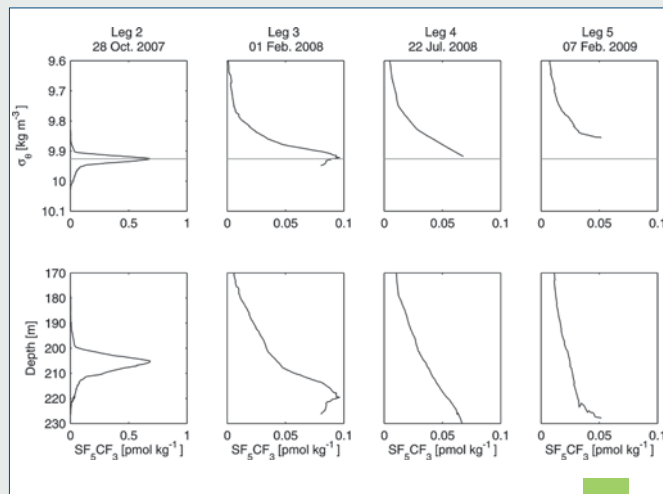 Leg 2 Leg 3 Leg 4 Leg 5
28 Oct. 2007 01 Feb. 2008 22 Jul. 2008 07 Feb. 2009
σθ [kg m⁻³]
9.6
9.7
9.8
9.9
10
10.1
0 0.5 1 0 0.05 0.1 0 0.05 0.1 0 0.05 0.1
Depth [m]
170
180
190
200
210
220
230
0 0.5 1 0 0.05 0.1 0 0.05 0.1 0 0.05 0.1
SF₅CF₃ [pmol kg⁻¹] SF₅CF₃ [pmol kg⁻¹] SF₅CF₃ [pmol kg⁻¹] SF₅CF₃ [pmol kg⁻¹]